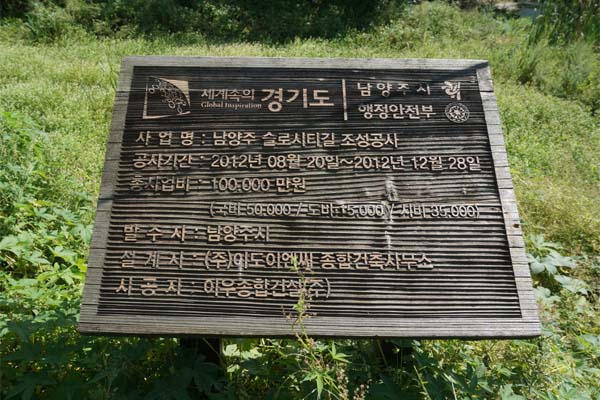 세계속의 경기도
Global Inspiration
남양주시
행정안전부
사 업 명 : 남양주 슬로시티길 조성공사
공사기간 : 2012년 08월 20일~2012년 12월 28일
총사업비 : 100,000 만원
(국비 50,000 / 도비 15,000 / 시비 35,000)
발 주 자 : 남양주시
설 계 자 : (주)이도이엔씨 종합건축사무소
시 공 자 : 이우종합건설(주)